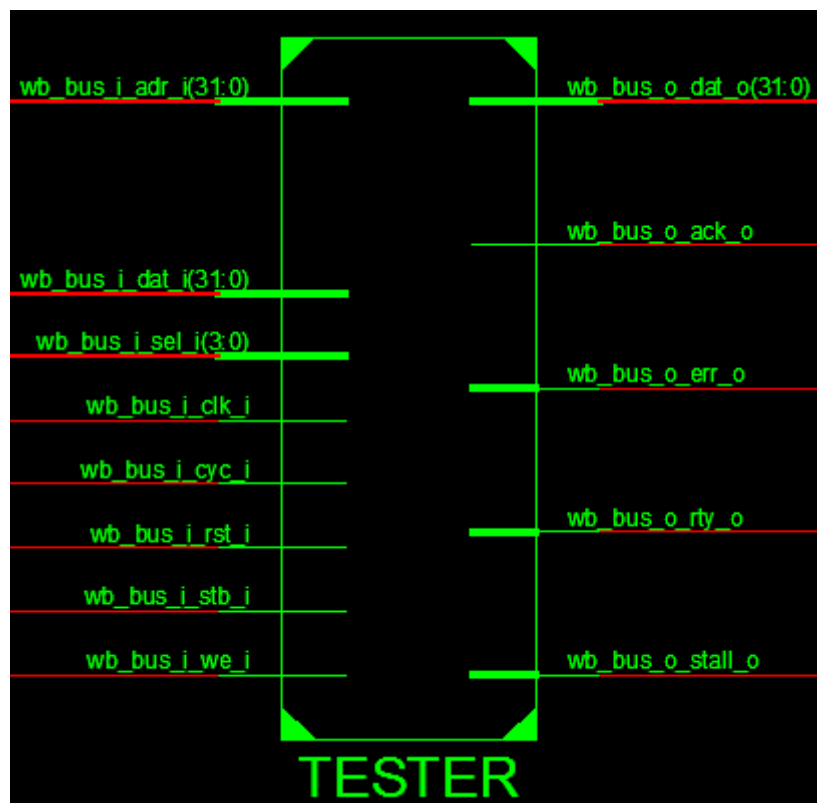 wb_bus_i_adr_i(31:0)
wb_bus_o_dat_o(31:0)
wb_bus_o_ack_o
wb_bus_i_dat_i(31:0)
wb_bus_i_sel_i(3:0)
wb_bus_o_err_o
wb_bus_i_clk_i
wb_bus_i_cyc_i
wb_bus_o_rty_o
wb_bus_i_rst_i
wb_bus_i_stb_i
wb_bus_i_we_i
wb_bus_o_stall_o
TESTER